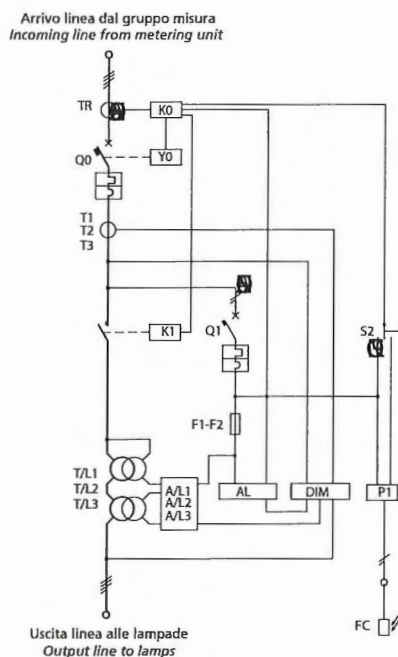 Arrivo linea dal gruppo misura
Incoming line from metering unit
TR
K0
Q0
Y0
T1
T2
T3
K1
Q1
S2
F1-F2
T/L1
T/L2
T/L3
A/L1
A/L2
A/L3
AL
DIM
P1
FC
Uscita linea alle lampade
Output line to lamps